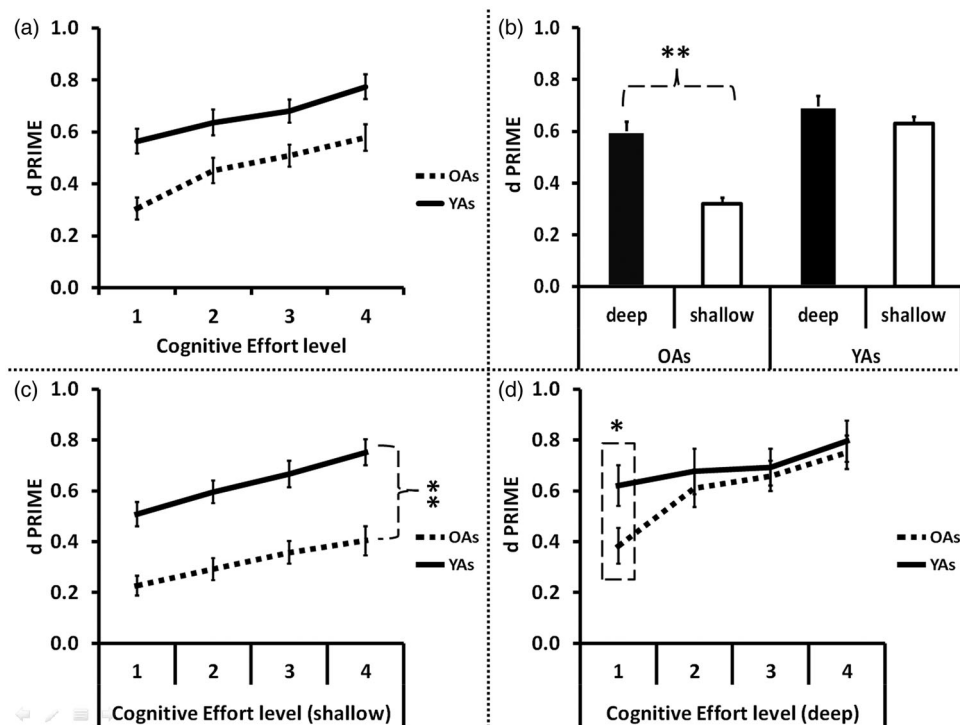 (a)
d PRIME
1.0
0.8
0.6
0.4
0.2
0.0
1 2 3 4
Cognitive Effort level
OAs
YAs
(b)
d PRIME
1.0
0.8
0.6
0.4
0.2
0.0
**
deep shallow deep shallow
OAs YAs
(c)
d PRIME
1.0
0.8
0.6
0.4
0.2
0.0
**
1 2 3 4
Cognitive Effort level (shallow)
OAs
YAs
(d)
d PRIME
1.0
0.8
0.6
0.4
0.2
0.0
*
1 2 3 4
Cognitive Effort level (deep)
OAs
YAs